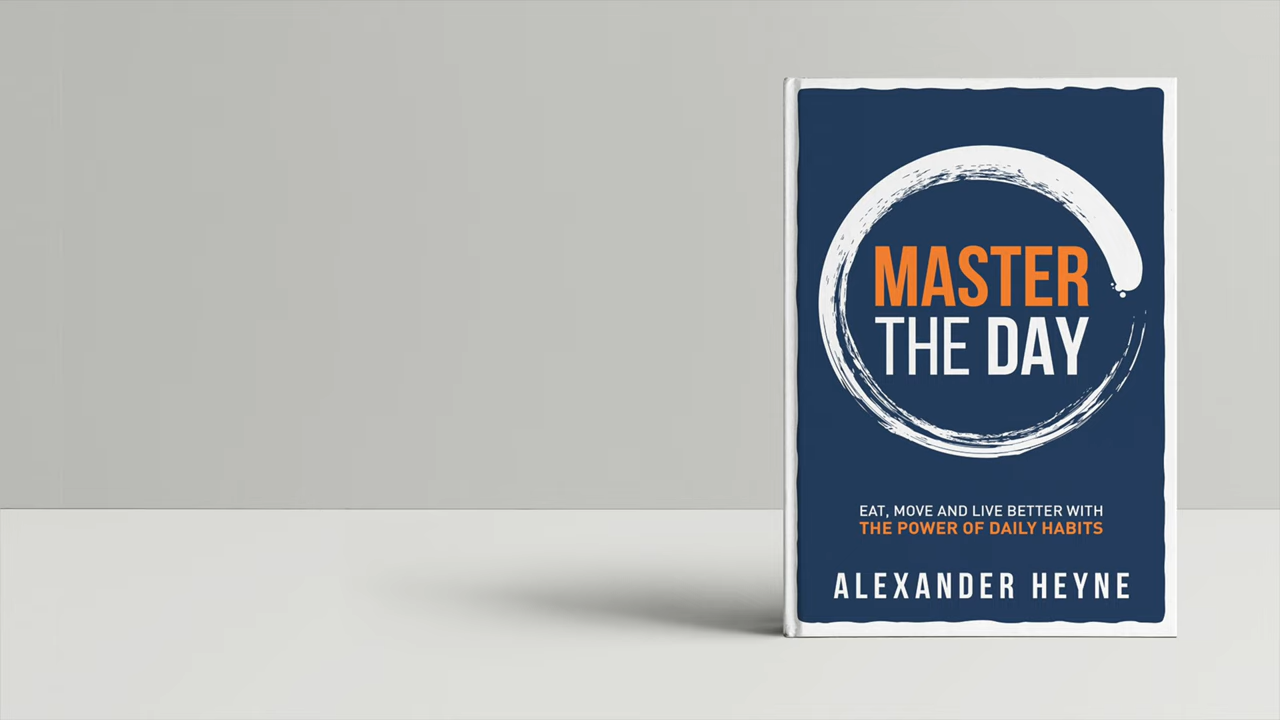 MASTER
THE DAY
EAT, MOVE AND LIVE BETTER WITH
THE POWER OF DAILY HABITS
ALEXANDER HEYNE